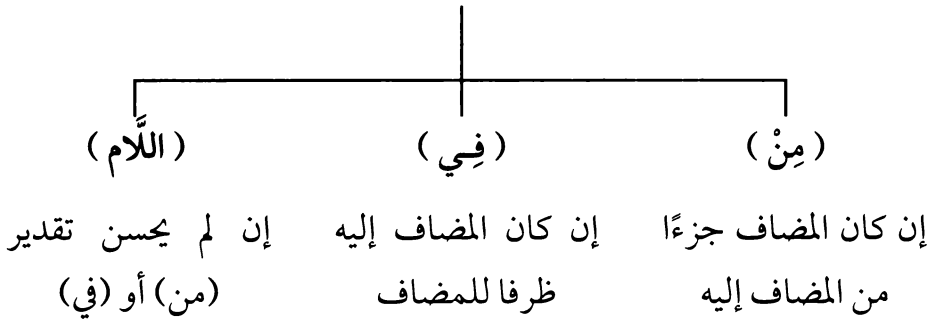 ( مِنْ )
( فِي )
( اللَّام )
إن كان المضاف جزءًا
من المضاف إليه
إن كان المضاف إليه
ظرفا للمضاف
إن لم يحسن تقدير
(من) أو (في)